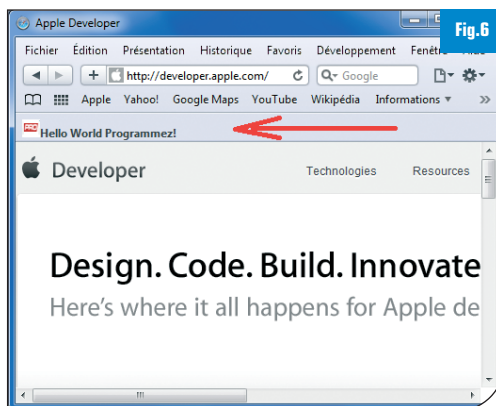 Apple Developer
Fig.6
Fichier Édition Présentation Historique Favoris Développement
http://developer.apple.com/ Google
Apple Yahoo! Google Maps YouTube Wikipédia Informations
Hello World Programmez!
Developer Technologies Resources
Design. Code. Build. Innovate
Here's where it all happens for Apple de